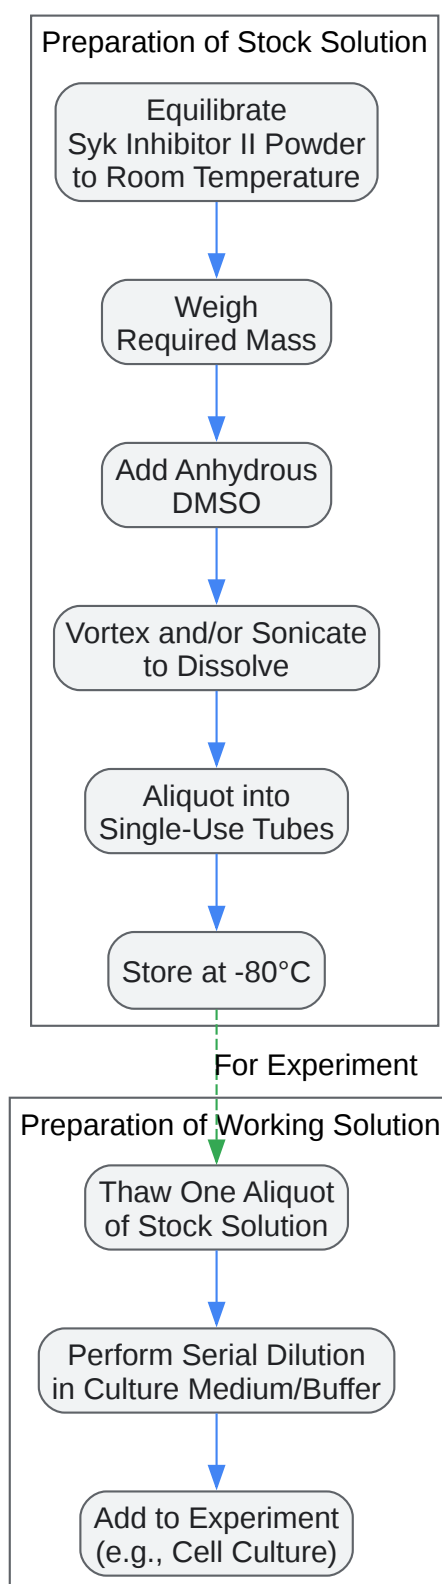 Preparation of Stock Solution
Equilibrate
Syk Inhibitor II Powder
to Room Temperature
Weigh
Required Mass
Add Anhydrous
DMSO
Vortex and/or Sonicate
to Dissolve
Aliquot into
Single-Use Tubes
Store at -80°C
For Experiment
Preparation of Working Solution
Thaw One Aliquot
of Stock Solution
Perform Serial Dilution
in Culture Medium/Buffer
Add to Experiment
(e.g., Cell Culture)